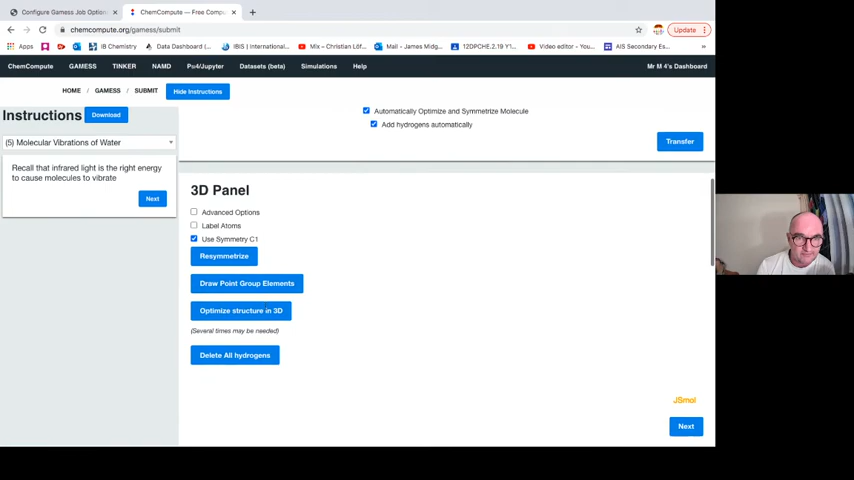 Configure Gamess Job Option
ChemCompute — Free Compu
chemcompute.org/gamess/submit
Update
Apps
IB Chemistry
Data Dashboard (
IBIS | International...
Mix – Christian Löf...
Mail - James Midg...
12DPCHE.2.19 Y1...
Video editor - You...
AIS Secondary Es...
ChemCompute
GAMESS
TINKER
NAMD
Psi4/Jupyter
Datasets (beta)
Simulations
Help
Mr M 4's Dashboard
HOME / GAMESS / SUBMIT
Hide Instructions
Instructions
Download
(5) Molecular Vibrations of Water
Recall that infrared light is the right energy
to cause molecules to vibrate
Next
Automatically Optimize and Symmetrize Molecule
Add hydrogens automatically
Transfer
3D Panel
Advanced Options
Label Atoms
Use Symmetry C1
Resymmetrize
Draw Point Group Elements
Optimize structure in 3D
(Several times may be needed)
Delete All hydrogens
JSmol
Next